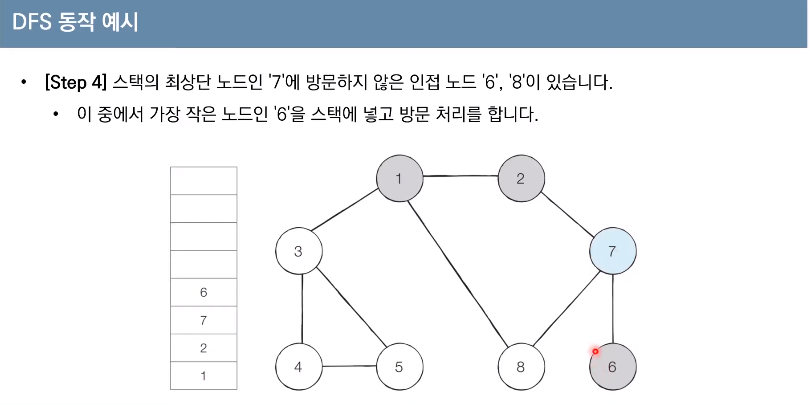 DFS 동작 예시
• [Step 4] 스택의 최상단 노드인 '7'에 방문하지 않은 인접 노드 '6', '8'이 있습니다.
• 이 중에서 가장 작은 노드인 '6'을 스택에 넣고 방문 처리를 합니다.
1 2
3 7
6
7
2
1
4 5 8 6